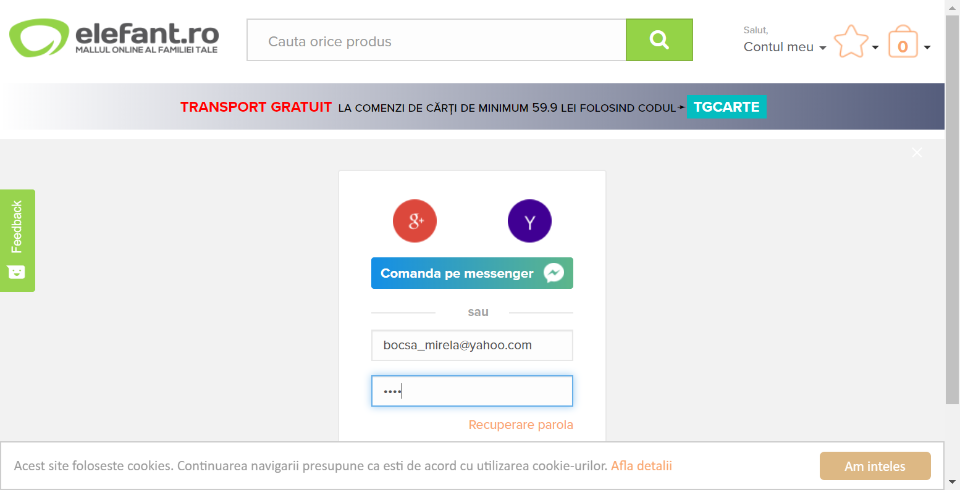 elefant.ro
MALLUL ONLINE AL FAMILIEI TALE
Cauta orice produs
Salut,
Contul meu
0
TRANSPORT GRATUIT LA COMENZI DE CĂRȚI DE MINIMUM 59.9 LEI FOLOSIND CODUL TGCARTE
Feedback
g+
Y
Comanda pe messenger
sau
bocsa_mirela@yahoo.com
••••
Recuperare parola
Acest site foloseste cookies. Continuarea navigarii presupune ca esti de acord cu utilizarea cookie-urilor. Afla detalii
Am inteles